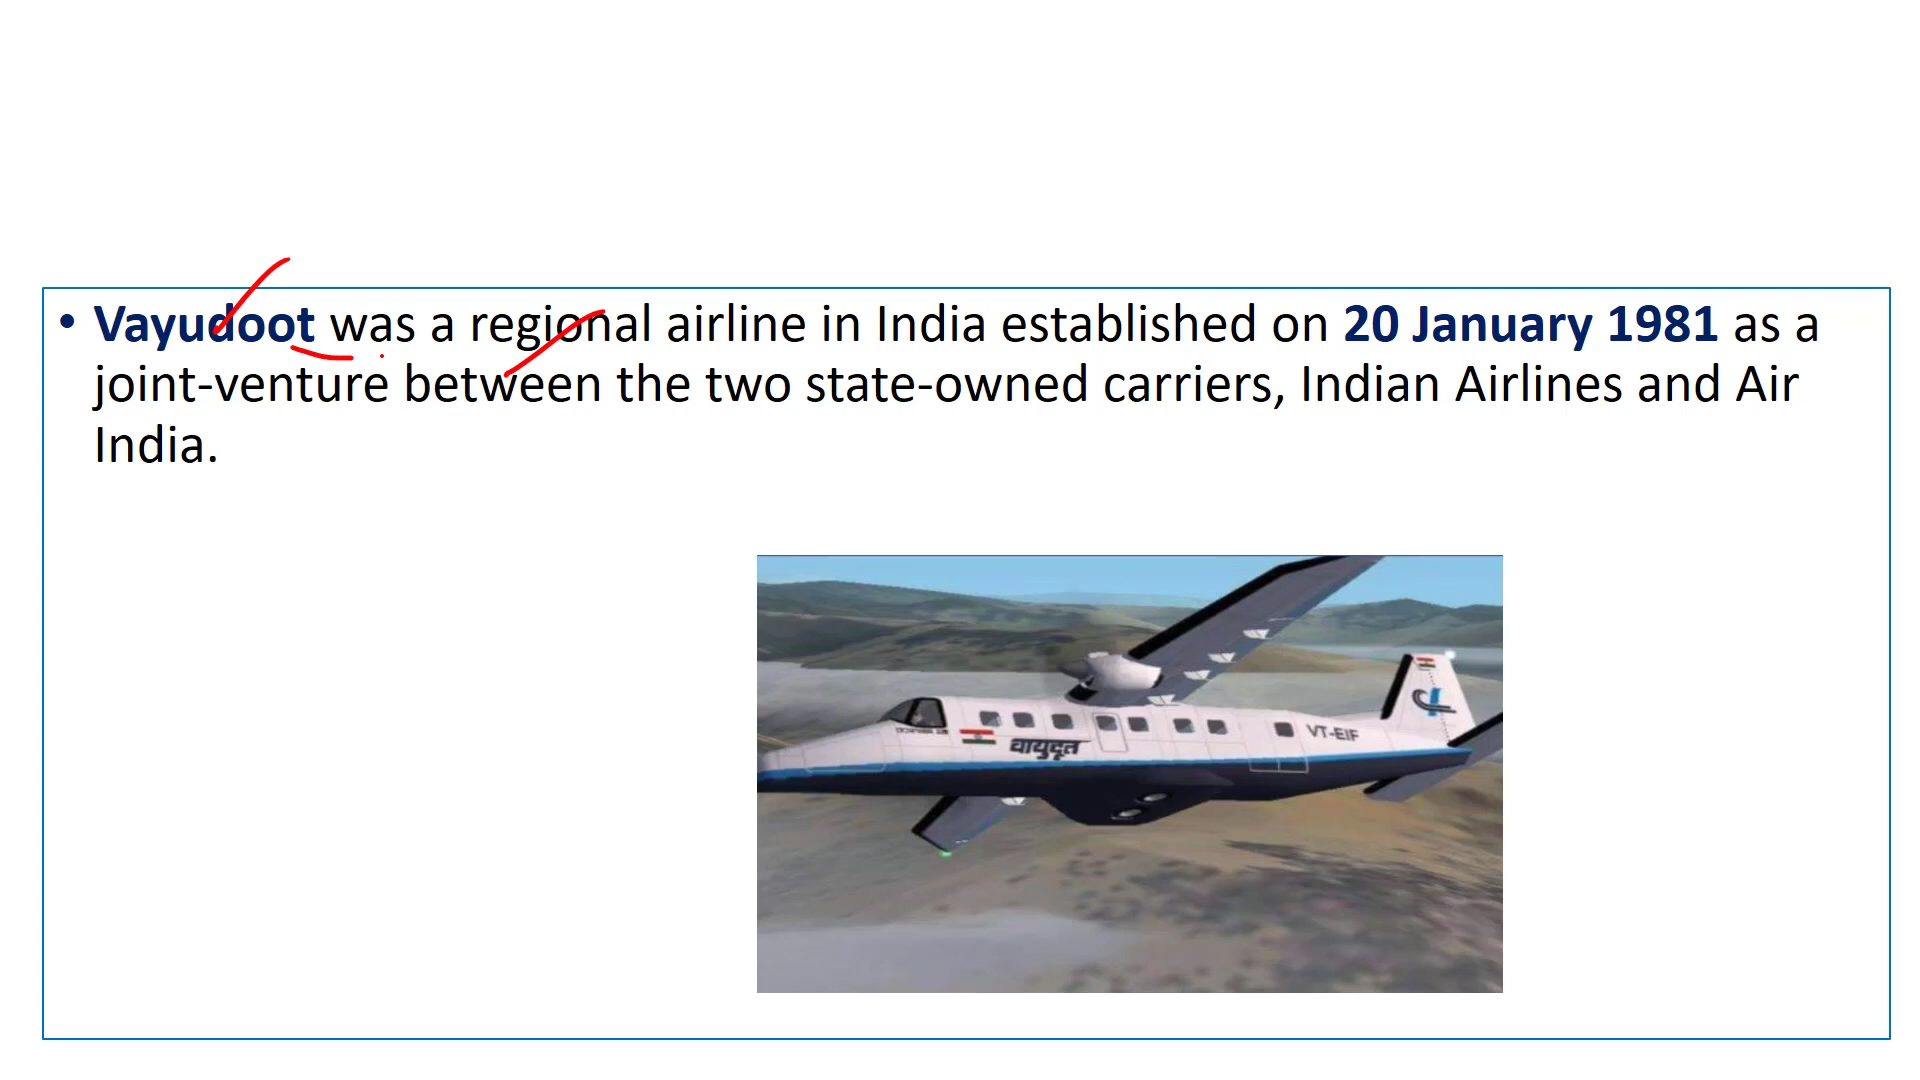 • Vayudoot was a regional airline in India established on 20 January 1981 as a
joint-venture between the two state-owned carriers, Indian Airlines and Air
India.
वायुदूत
VT-EIF